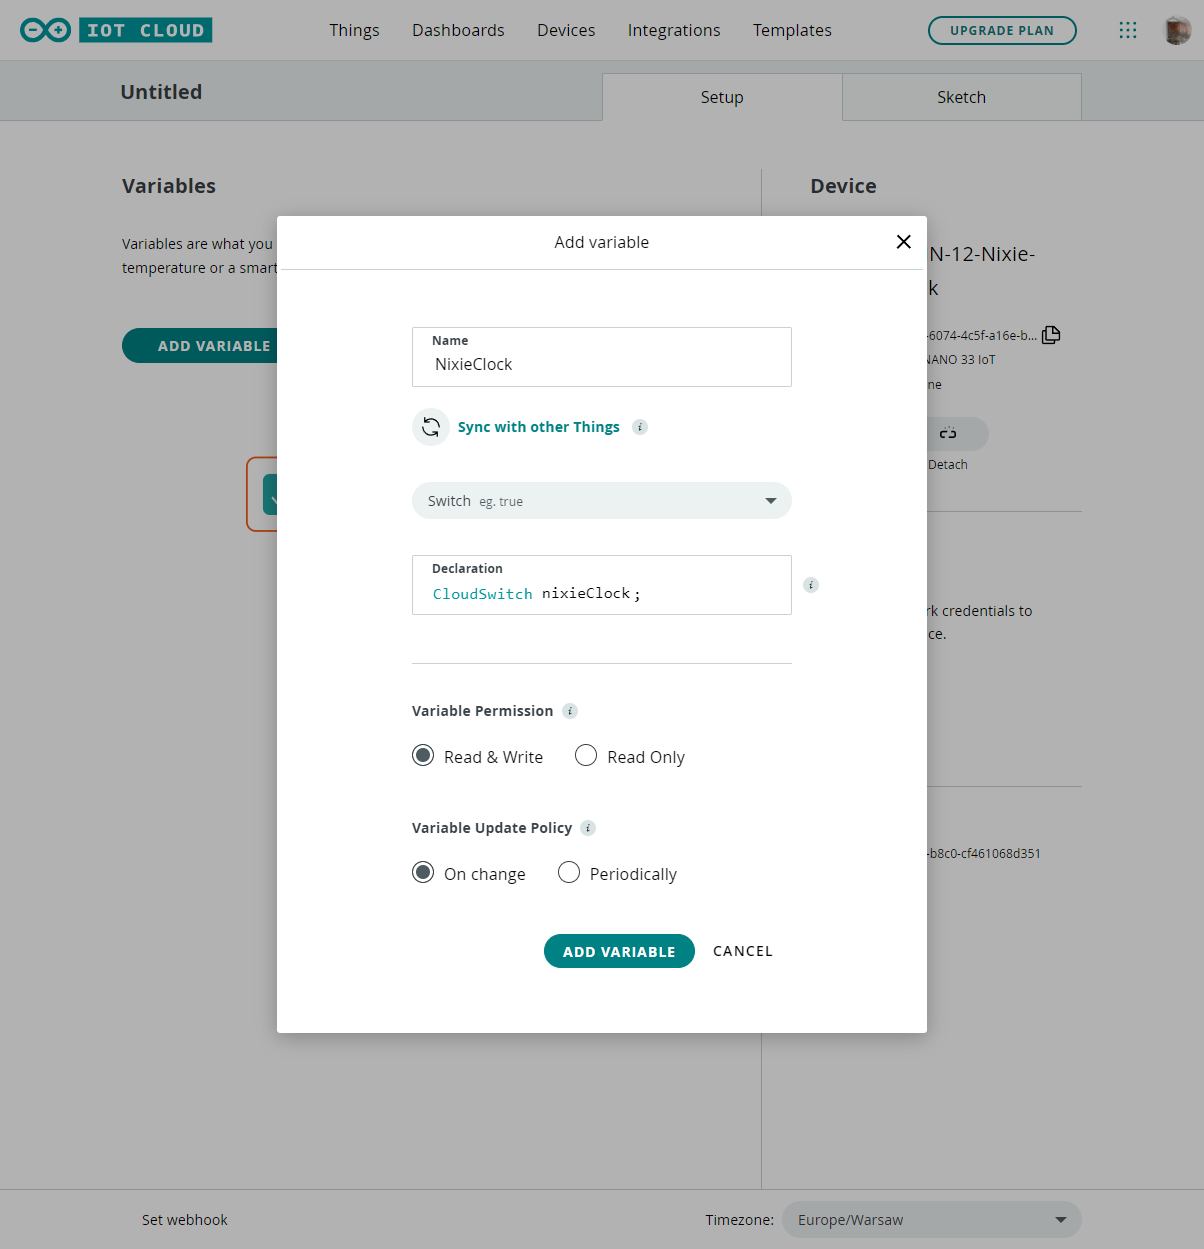 IOT CLOUD
Things Dashboards Devices Integrations Templates
UPGRADE PLAN
Untitled
Setup
Sketch
Variables
Variables are what you
temperature or a smart
ADD VARIABLE
Device
N-12-Nixie-
k
-6074-4c5f-a16e-b...
NANO 33 IoT
ne
Detach
rk credentials to
ce.
-b8c0-cf461068d351
Add variable
Name
NixieClock
Sync with other Things i
Switch eg. true
Declaration
CloudSwitch nixieClock;
i
Variable Permission i
Read & Write Read Only
Variable Update Policy i
On change Periodically
ADD VARIABLE CANCEL
Set webhook
Timezone: Europe/Warsaw